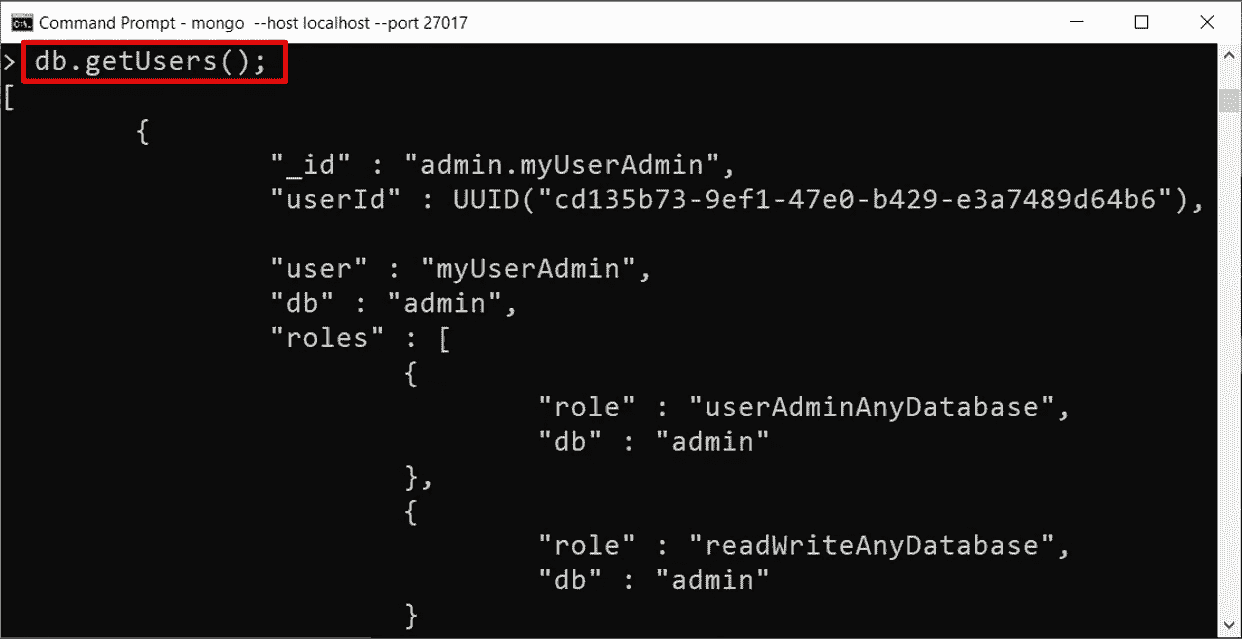 Command Prompt - mongo  --host localhost --port 27017
> db.getUsers();
[
{
"_id" : "admin.myUserAdmin",
"userId" : UUID("cd135b73-9ef1-47e0-b429-e3a7489d64b6"),
"user" : "myUserAdmin",
"db" : "admin",
"roles" : [
{
"role" : "userAdminAnyDatabase",
"db" : "admin"
},
{
"role" : "readWriteAnyDatabase",
"db" : "admin"
}